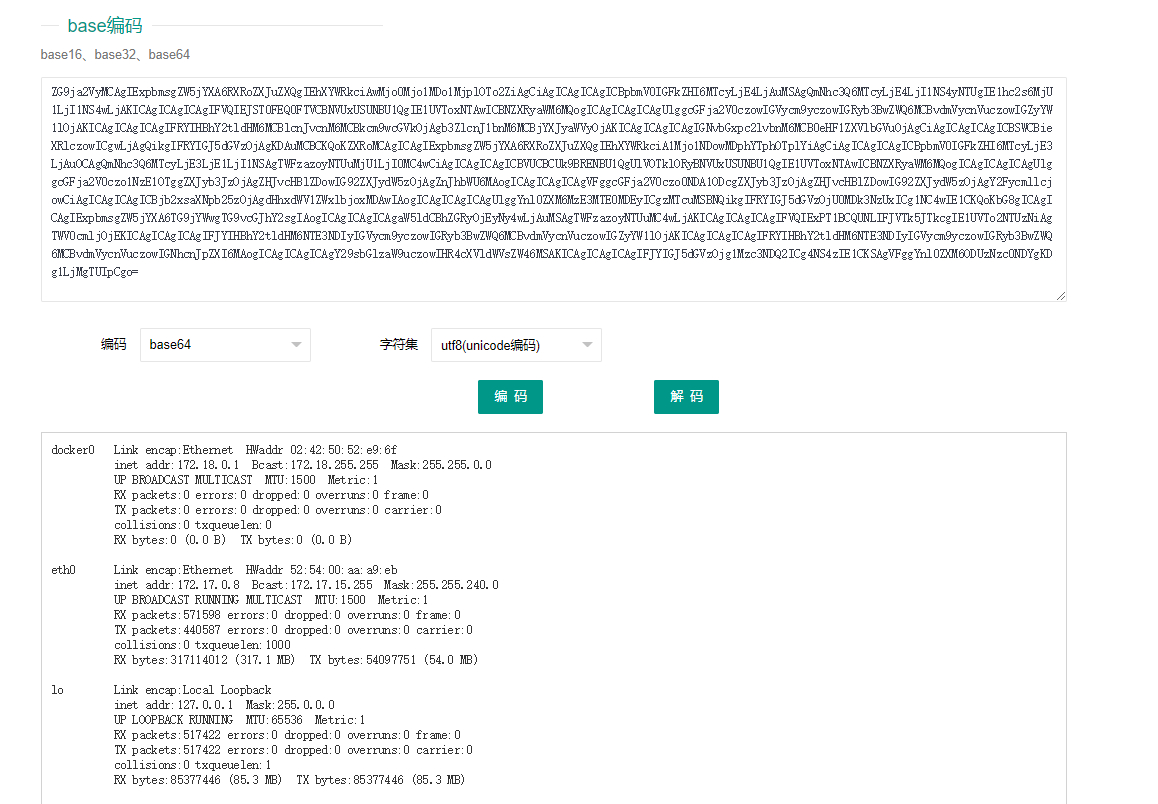 base编码
base16、base32、base64
ZG9ja2VyMCAgIExpbmsgZW5jYXA6RXRoZXJuZXQgIEhXYWRkciAwMjo0Mjo1MDo1MjplOTo2ZiAgCiAgICAgICAgICBpbmV0IGFkZHI6MTcyLjE4LjAuMSAgQmNhc3Q6MTcyLjE4LjI1NS4yNTUgIE1hc2s6MjU
1LjI1NS4wLjAKICAgICAgICAgIFVQIEJST0FEQ0FTVCBNVUxUSUNBU1QgIE1UVToxNTAwICBNZXRyaWM6MQogICAgICAgICAgUlggcGFja2V0czowIGVycm9yczowIGRyb3BwZWQ6MCBvdmVycnVuczowIGZyYW
1lOjAKICAgICAgICAgIFRYIHBhY2tldHM6MCBlcnJvcnM6MCBkcm9wcGVkOjAgb3ZlcnJ1bnM6MCBjYXJyaWVyOjAKICAgICAgICAgIGNvbGxpc2lvbnM6MCB0eHF1ZXVlbGVuOjAgCiAgICAgICAgICBSWCBie
XRlczowICgwLjAgQikgIFRYIGJ5dGVzOjAgKDAuMCBCKQoKZXRoMCAgICAgIExpbmsgZW5jYXA6RXRoZXJuZXQgIEhXYWRkciA1Mjo1NDowMDphYTphOTplYiAgCiAgICAgICAgICBpbmV0IGFkZHI6MTcyLjE3
LjAuOCAgQmNhc3Q6MTcyLjE3LjE1LjI1NSAgTWFzazoyNTUuMjU1LjI0MC4wCiAgICAgICAgICBVUCBCUk9BRENBU1QgUlVOTklORyBNVUxUSUNBU1QgIE1UVToxNTAwICBNZXRyaWM6MQogICAgICAgICAgUlg
gcGFja2V0czo1NzE1OTggZXJyb3JzOjAgZHJvcHBlZDowIG92ZXJydW5zOjAgZnJhbWU6MAogICAgICAgICAgVFggcGFja2V0czo0NDA1ODcgZXJyb3JzOjAgZHJvcHBlZDowIG92ZXJydW5zOjAgY2Fycmllcj
owCiAgICAgICAgICBjb2xsaXNpb25zOjAgdHhxdWV1ZWxlbjoxMDAwIAogICAgICAgICAgUlggYnl0ZXM6MzE3MTE0MDEyICgzMTcuMSBNQikgIFRYIGJ5dGVzOjU0MDk3NzUxICg1NC4wIE1CKQoKbG8gICAgI
CAgIExpbmsgZW5jYXA6TG9jYWwgTG9vcGJhY2sgIAogICAgICAgICAgaW5ldCBhZGRyOjEyNy4wLjAuMSAgTWFzazoyNTUuMC4wLjAKICAgICAgICAgIFVQIExPT1BCQUNLIFJVTk5JTkcgIE1UVTo2NTUzNiAg
TWV0cmljOjEKICAgICAgICAgIFJYIHBhY2tldHM6NTE3NDIyIGVycm9yczowIGRyb3BwZWQ6MCBvdmVycnVuczowIGZyYW1lOjAKICAgICAgICAgIFRYIHBhY2tldHM6NTE3NDIyIGVycm9yczowIGRyb3BwZWQ
6MCBvdmVycnVuczowIGNhcnJpZXI6MAogICAgICAgICAgY29sbGlzaW9uczowIHR4cXVldWVsZW46MSAKICAgICAgICAgIFJYIGJ5dGVzOjg1Mzc3NDQ2ICg4NS4zIE1CKSAgVFggYnl0ZXM6ODUzNzc0NDYgKD
g1LjMgTUIpCgo=
编码 base64 字符集 utf8(unicode编码)
编 码 解 码
docker0 Link encap:Ethernet HWaddr 02:42:50:52:e9:6f
inet addr:172.18.0.1 Bcast:172.18.255.255 Mask:255.255.0.0
UP BROADCAST MULTICAST MTU:1500 Metric:1
RX packets:0 errors:0 dropped:0 overruns:0 frame:0
TX packets:0 errors:0 dropped:0 overruns:0 carrier:0
collisions:0 txqueuelen:0
RX bytes:0 (0.0 B) TX bytes:0 (0.0 B)
eth0 Link encap:Ethernet HWaddr 52:54:00:aa:a9:eb
inet addr:172.17.0.8 Bcast:172.17.15.255 Mask:255.255.240.0
UP BROADCAST RUNNING MULTICAST MTU:1500 Metric:1
RX packets:571598 errors:0 dropped:0 overruns:0 frame:0
TX packets:440587 errors:0 dropped:0 overruns:0 carrier:0
collisions:0 txqueuelen:1000
RX bytes:317114012 (317.1 MB) TX bytes:54097751 (54.0 MB)
lo Link encap:Local Loopback
inet addr:127.0.0.1 Mask:255.0.0.0
UP LOOPBACK RUNNING MTU:65536 Metric:1
RX packets:517422 errors:0 dropped:0 overruns:0 frame:0
TX packets:517422 errors:0 dropped:0 overruns:0 carrier:0
collisions:0 txqueuelen:1
RX bytes:85377446 (85.3 MB) TX bytes:85377446 (85.3 MB)